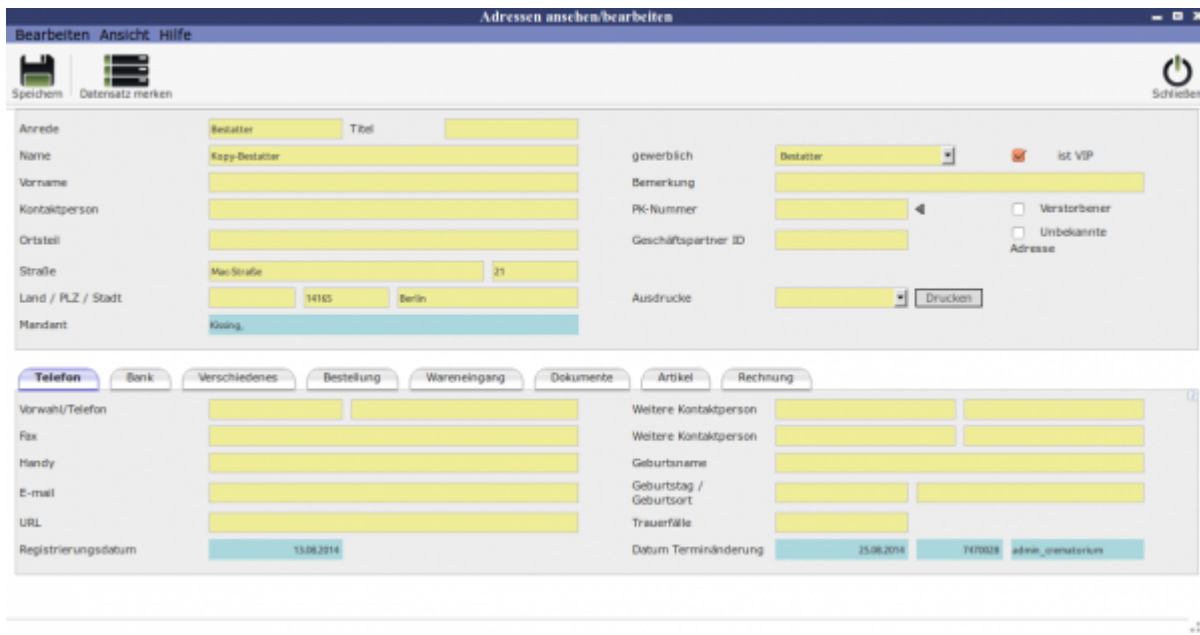 Adressen ansehen/bearbeiten
Bearbeiten Ansicht Hilfe
Speichern Datensatz merken Schließen
Anrede Bestatter Titel
Name Kopy-Bestatter gewerblich Bestatter ist VIP
Vorname Bemerkung
Kontaktperson PK-Nummer Verstorbener
Ortsteil Geschäftspartner ID Unbekannte Adresse
Straße Mac-Straße 21
Land / PLZ / Stadt 14165 Berlin Ausdrucke Drucken
Mandant Kissing,
Telefon Bank Verschiedenes Bestellung Wareneingang Dokumente Artikel Rechnung
Vorwahl/Telefon Weitere Kontaktperson
Fax Weitere Kontaktperson
Handy Geburtsname
E-mail Geburtstag / Geburtsort
URL Trauerfälle
Registrierungsdatum 13.08.2014 Datum Terminänderung 25.08.2014 7470028 admin_crematorium